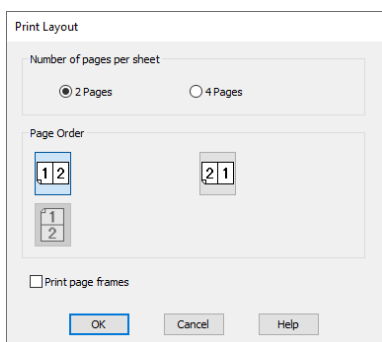 Print Layout
Number of pages per sheet
2 Pages 4 Pages
Page Order
1 2 2 1
1
2
Print page frames
OK Cancel Help